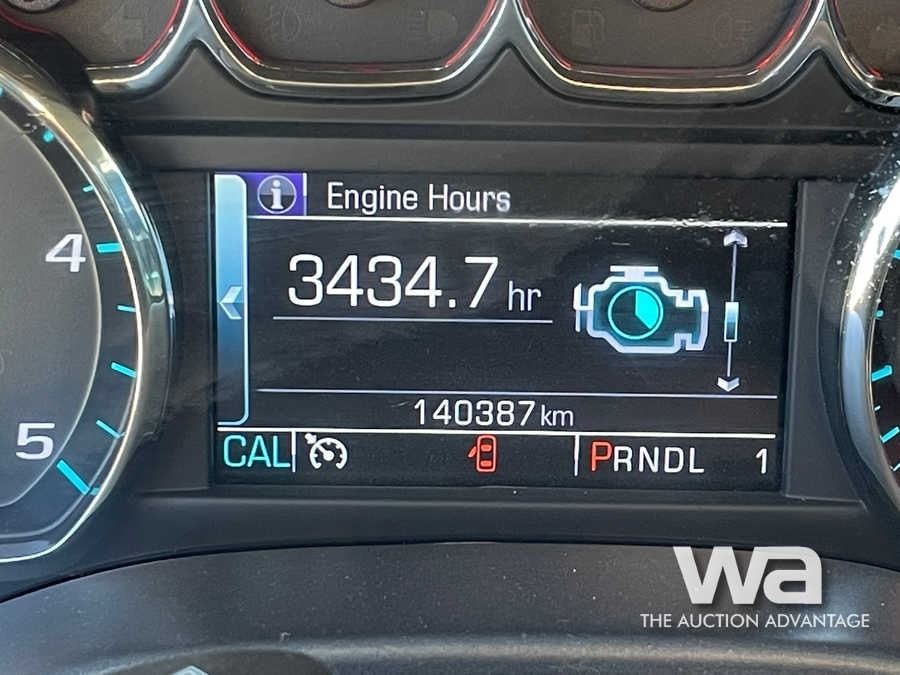 Engine Hours
4
3434.7 hr
140387 km
5
CAL
PRNDL 1
wa
THE AUCTION ADVANTAGE